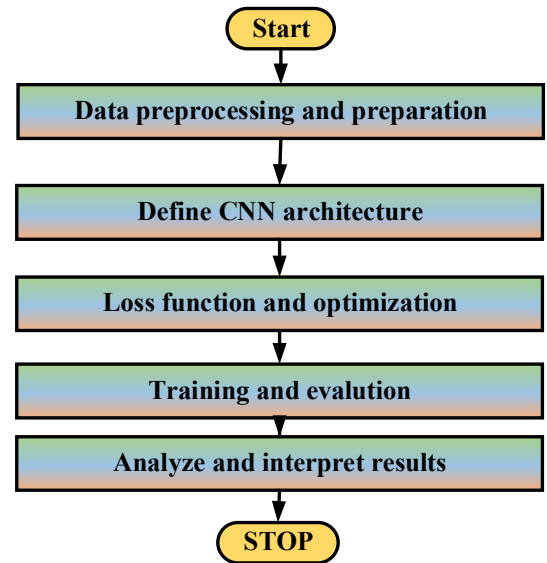 Start
Data preprocessing and preparation
Define CNN architecture
Loss function and optimization
Training and evalution
Analyze and interpret results
STOP